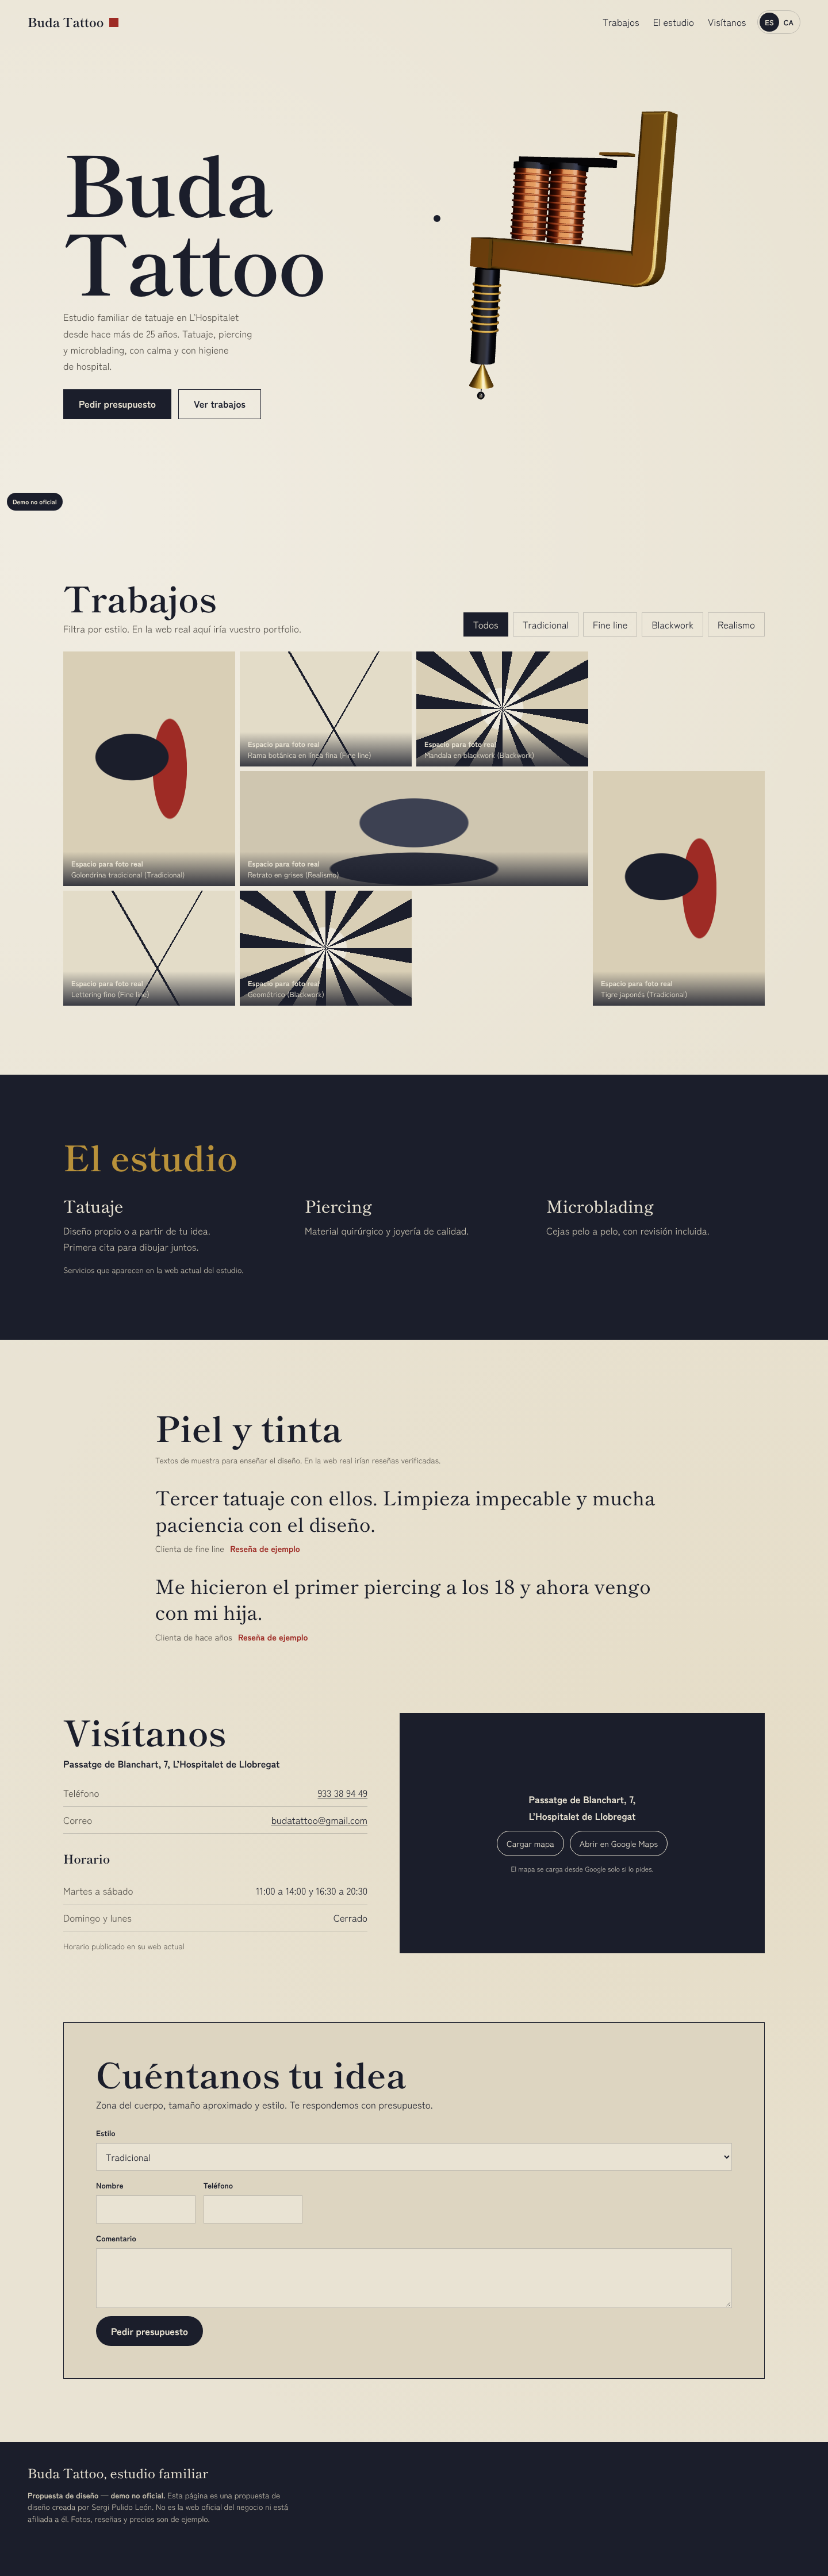 Buda Tattoo
Trabajos El estudio Visítanos ES CA
Buda
Tattoo
Estudio familiar de tatuaje en L'Hospitalet
desde hace más de 25 años. Tatuaje, piercing
y microblading, con calma y con higiene
de hospital.
Pedir presupuesto Ver trabajos
Demo no oficial
Trabajos
Filtra por estilo. En la web real aquí iría vuestro portfolio.
Todos Tradicional Fine line Blackwork Realismo
Espacio para foto real
Rama botánica en línea fina (Fine line)
Espacio para foto real
Mandala en blackwork (Blackwork)
Espacio para foto real
Golondrina tradicional (Tradicional)
Espacio para foto real
Retrato en grises (Realismo)
Espacio para foto real
Lettering fino (Fine line)
Espacio para foto real
Geométrico (Blackwork)
Espacio para foto real
Tigre japonés (Tradicional)
El estudio
Tatuaje
Diseño propio o a partir de tu idea.
Primera cita para dibujar juntos.
Piercing
Material quirúrgico y joyería de calidad.
Microblading
Cejas pelo a pelo, con revisión incluida.
Servicios que aparecen en la web actual del estudio.
Piel y tinta
Textos de muestra para enseñar el diseño. En la web real irían reseñas verificadas.
Tercer tatuaje con ellos. Limpieza impecable y mucha
paciencia con el diseño.
Clienta de fine line Reseña de ejemplo
Me hicieron el primer piercing a los 18 y ahora vengo
con mi hija.
Clienta de hace años Reseña de ejemplo
Visítanos
Passatge de Blanchart, 7, L'Hospitalet de Llobregat
Teléfono 933 38 94 49
Correo budatattoo@gmail.com
Horario
Martes a sábado 11:00 a 14:00 y 16:30 a 20:30
Domingo y lunes Cerrado
Horario publicado en su web actual
Passatge de Blanchart, 7,
L'Hospitalet de Llobregat
Cargar mapa Abrir en Google Maps
El mapa se carga desde Google solo si lo pides.
Cuéntanos tu idea
Zona del cuerpo, tamaño aproximado y estilo. Te respondemos con presupuesto.
Estilo
Tradicional
Nombre Teléfono
Comentario
Pedir presupuesto
Buda Tattoo, estudio familiar
Propuesta de diseño — demo no oficial. Esta página es una propuesta de
diseño creada por Sergi Pulido León. No es la web oficial del negocio ni está
afiliada a él. Fotos, reseñas y precios son de ejemplo.